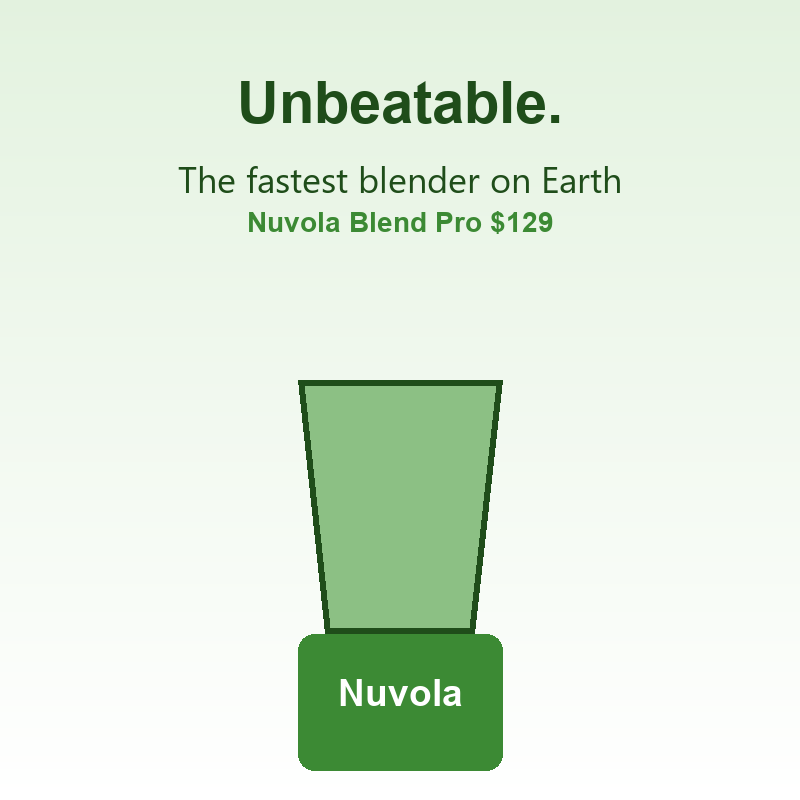 Unbeatable.
The fastest blender on Earth
Nuvola Blend Pro $129
Nuvola